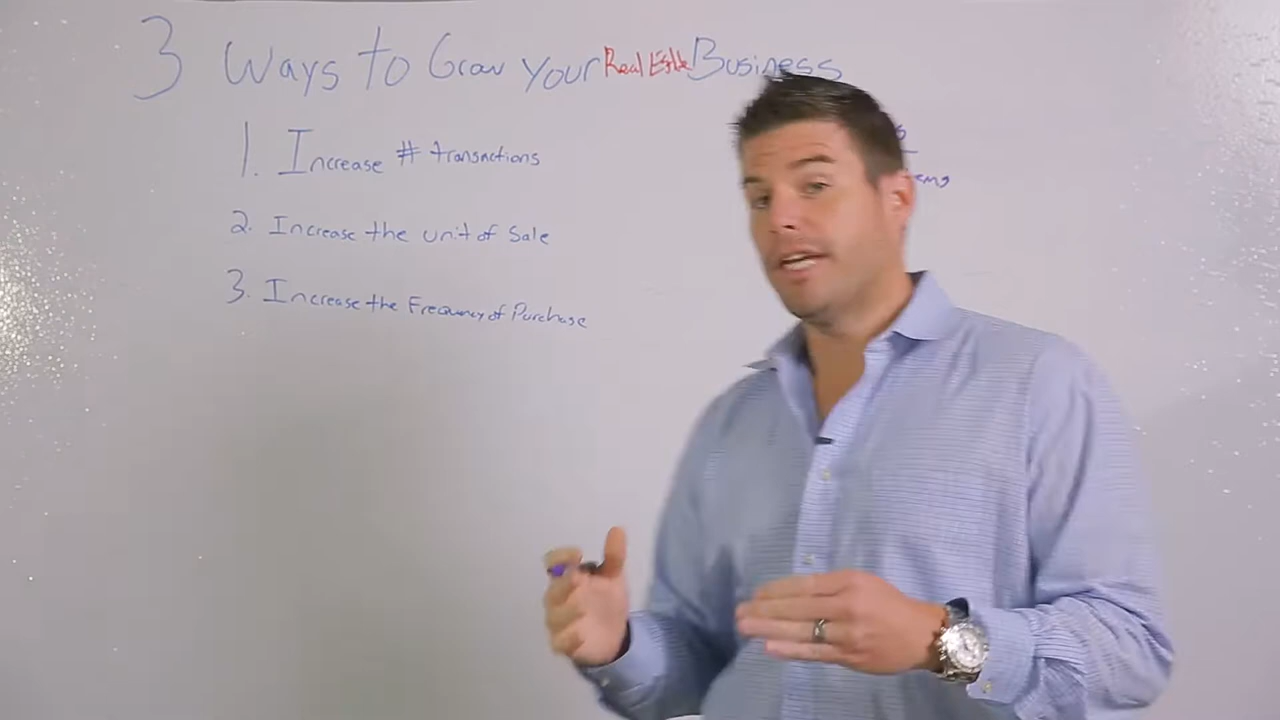 3 Ways to Grow Your Real Estate Business
1. Increase # transactions
2. Increase the unit of Sale
3. Increase the Frequency of Purchase